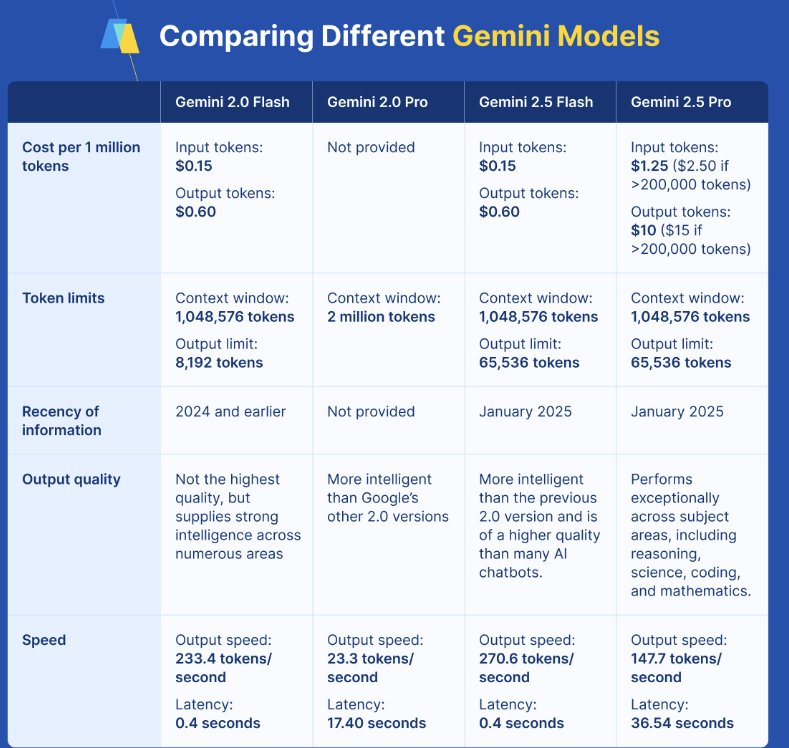 Comparing Different Gemini Models
Gemini 2.0 Flash
Gemini 2.0 Pro
Gemini 2.5 Flash
Gemini 2.5 Pro
Cost per 1 million
tokens
Input tokens:
$0.15
Output tokens:
$0.60
Not provided
Input tokens:
$0.15
Output tokens:
$0.60
Input tokens:
$1.25 ($2.50 if
>200,000 tokens)
Output tokens:
$10 ($15 if
>200,000 tokens)
Token limits
Context window:
1,048,576 tokens
Output limit:
8,192 tokens
Context window:
2 million tokens
Context window:
1,048,576 tokens
Output limit:
65,536 tokens
Context window:
1,048,576 tokens
Output limit:
65,536 tokens
Recency of
information
2024 and earlier
Not provided
January 2025
January 2025
Output quality
Not the highest
quality, but
supplies strong
intelligence across
numerous areas
More intelligent
than Google's
other 2.0 versions
More intelligent
than the previous
2.0 version and is
of a higher quality
than many AI
chatbots.
Performs
exceptionally
across subject
areas, including
reasoning,
science, coding,
and mathematics.
Speed
Output speed:
233.4 tokens/
second
Latency:
0.4 seconds
Output speed:
23.3 tokens/
second
Latency:
17.40 seconds
Output speed:
270.6 tokens/
second
Latency:
0.4 seconds
Output speed:
147.7 tokens/
second
Latency:
36.54 seconds